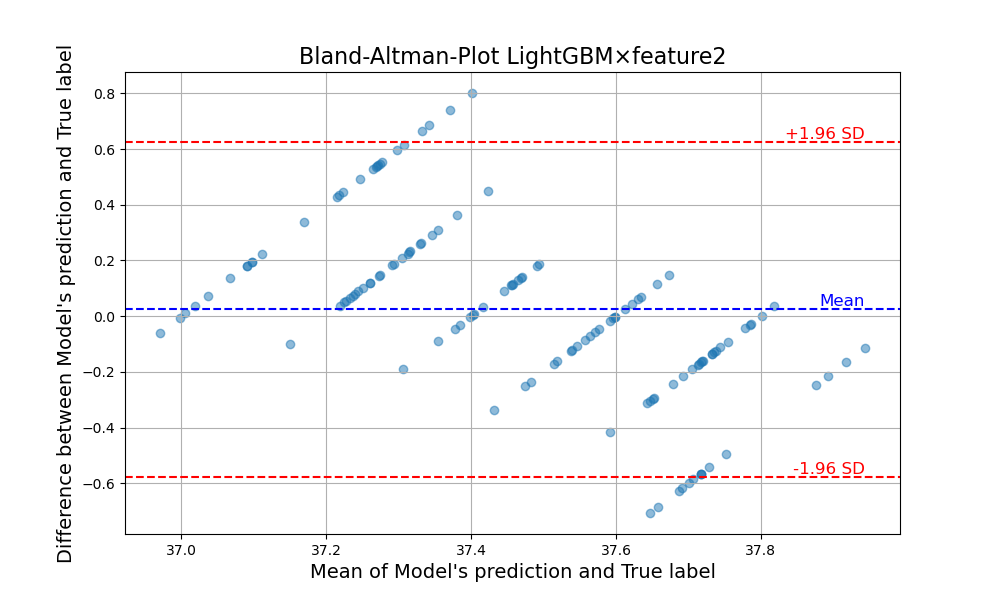 Bland-Altman-Plot LightGBM×feature2
Difference between Model's prediction and True label
0.8
0.6
0.4
0.2
0.0
−0.2
−0.4
−0.6
+1.96 SD
Mean
-1.96 SD
37.0
37.2
37.4
37.6
37.8
Mean of Model's prediction and True label